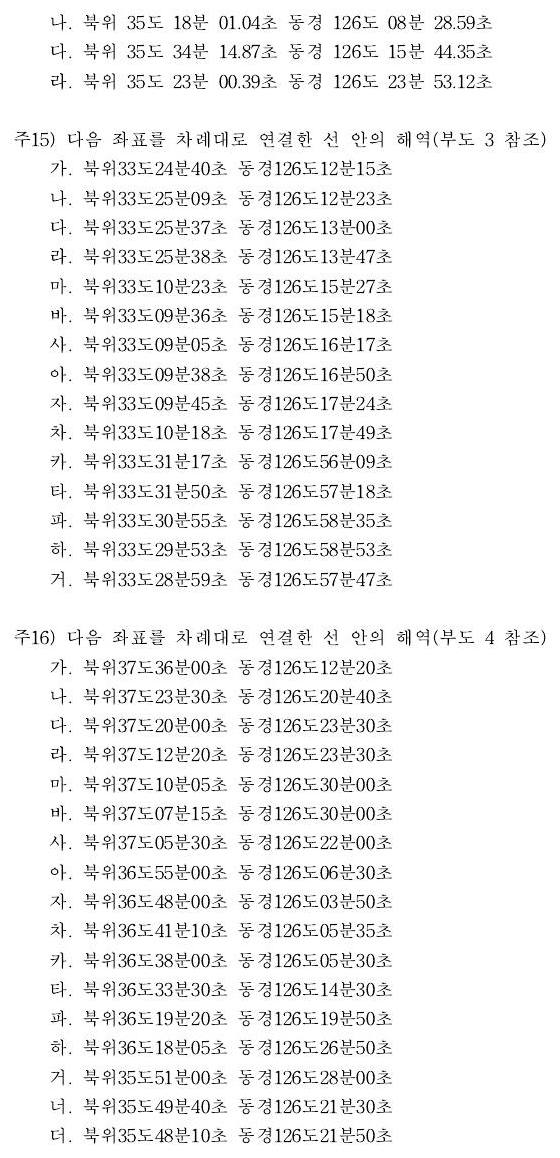 나. 북위 35도 18분 01.04초 동경 126도 08분 28.59초
다. 북위 35도 34분 14.87초 동경 126도 15분 44.35초
라. 북위 35도 23분 00.39초 동경 126도 23분 53.12초
주15) 다음 좌표를 차례대로 연결한 선 안의 해역(부도 3 참조)
가. 북위33도24분40초 동경126도12분15초
나. 북위33도25분09초 동경126도12분23초
다. 북위33도25분37초 동경126도13분00초
라. 북위33도25분38초 동경126도13분47초
마. 북위33도10분23초 동경126도15분27초
바. 북위33도09분36초 동경126도15분18초
사. 북위33도09분05초 동경126도16분17초
아. 북위33도09분38초 동경126도16분50초
자. 북위33도09분45초 동경126도17분24초
차. 북위33도10분18초 동경126도17분49초
카. 북위33도31분17초 동경126도56분09초
타. 북위33도31분50초 동경126도57분18초
파. 북위33도30분55초 동경126도58분35초
하. 북위33도29분53초 동경126도58분53초
거. 북위33도28분59초 동경126도57분47초
주16) 다음 좌표를 차례대로 연결한 선 안의 해역(부도 4 참조)
가. 북위37도36분00초 동경126도12분20초
나. 북위37도23분30초 동경126도20분40초
다. 북위37도20분00초 동경126도23분30초
라. 북위37도12분20초 동경126도23분30초
마. 북위37도10분05초 동경126도30분00초
바. 북위37도07분15초 동경126도30분00초
사. 북위37도05분30초 동경126도22분00초
아. 북위36도55분00초 동경126도06분30초
자. 북위36도48분00초 동경126도03분50초
차. 북위36도41분10초 동경126도05분35초
카. 북위36도38분00초 동경126도05분30초
타. 북위36도33분30초 동경126도14분30초
파. 북위36도19분20초 동경126도19분50초
하. 북위36도18분05초 동경126도26분50초
거. 북위35도51분00초 동경126도28분00초
너. 북위35도49분40초 동경126도21분30초
더. 북위35도48분10초 동경126도21분50초